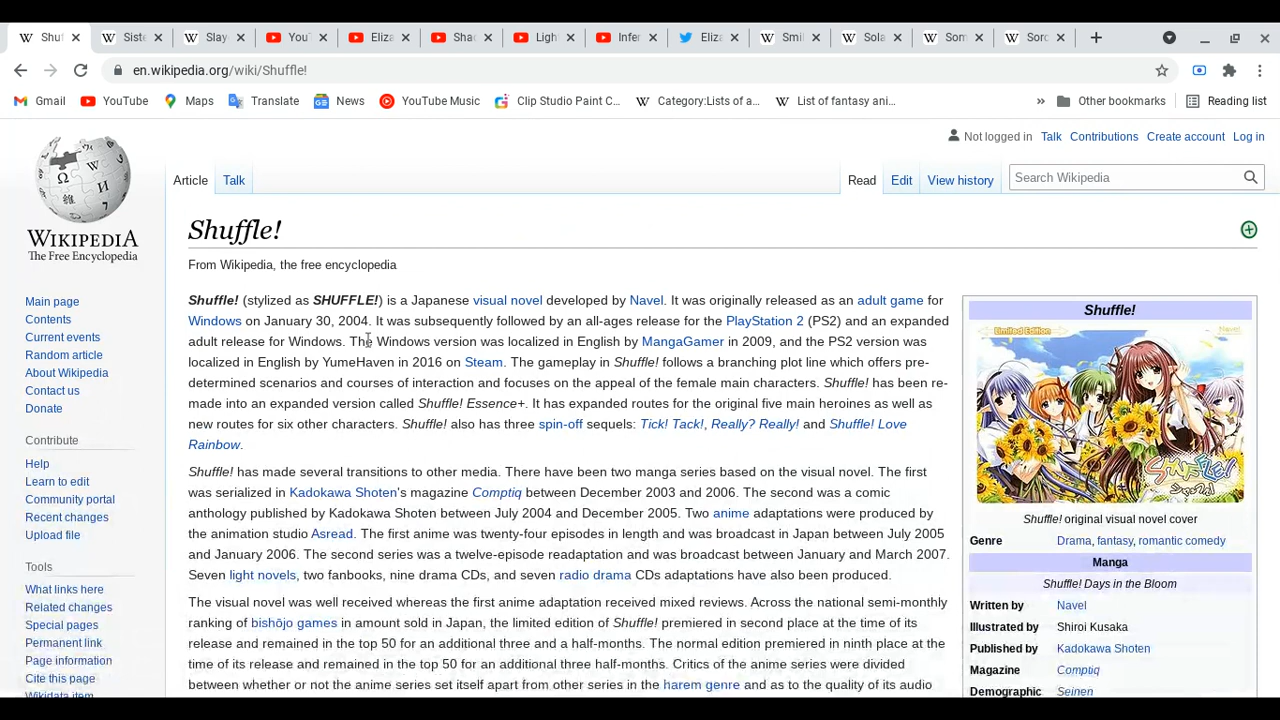 Shuf
Sist
Slay
YouT
Eliza
Shac
Ligh
Infer
Eliza
Smil
Sola
Som
Sorc
en.wikipedia.org/wiki/Shuffle!
Gmail
YouTube
Maps
Translate
News
YouTube Music
Clip Studio Paint C...
Category:Lists of a...
List of fantasy ani...
»
Other bookmarks
Reading list
Not logged in Talk Contributions Create account Log in
Article Talk
Read Edit View history
Search Wikipedia
WIKIPEDIA
The Free Encyclopedia
Main page
Contents
Current events
Random article
About Wikipedia
Contact us
Donate
Contribute
Help
Learn to edit
Community portal
Recent changes
Upload file
Tools
What links here
Related changes
Special pages
Permanent link
Page information
Cite this page
Wikidata item
Shuffle!
From Wikipedia, the free encyclopedia
Shuffle! (stylized as SHUFFLE!) is a Japanese visual novel developed by Navel. It was originally released as an adult game for
Windows on January 30, 2004. It was subsequently followed by an all-ages release for the PlayStation 2 (PS2) and an expanded
adult release for Windows. The Windows version was localized in English by MangaGamer in 2009, and the PS2 version was
localized in English by YumeHaven in 2016 on Steam. The gameplay in Shuffle! follows a branching plot line which offers pre-
determined scenarios and courses of interaction and focuses on the appeal of the female main characters. Shuffle! has been re-
made into an expanded version called Shuffle! Essence+. It has expanded routes for the original five main heroines as well as
new routes for six other characters. Shuffle! also has three spin-off sequels: Tick! Tack!, Really? Really! and Shuffle! Love
Rainbow.
Shuffle! has made several transitions to other media. There have been two manga series based on the visual novel. The first
was serialized in Kadokawa Shoten's magazine Comptiq between December 2003 and 2006. The second was a comic
anthology published by Kadokawa Shoten between July 2004 and December 2005. Two anime adaptations were produced by
the animation studio Asread. The first anime was twenty-four episodes in length and was broadcast in Japan between July 2005
and January 2006. The second series was a twelve-episode readaptation and was broadcast between January and March 2007.
Seven light novels, two fanbooks, nine drama CDs, and seven radio drama CDs adaptations have also been produced.
The visual novel was well received whereas the first anime adaptation received mixed reviews. Across the national semi-monthly
ranking of bishōjo games in amount sold in Japan, the limited edition of Shuffle! premiered in second place at the time of its
release and remained in the top 50 for an additional three and a half-months. The normal edition premiered in ninth place at the
time of its release and remained in the top 50 for an additional three half-months. Critics of the anime series were divided
between whether or not the anime series set itself apart from other series in the harem genre and as to the quality of its audio
Shuffle!
Limited Edition
Navel
SHUFFLE!
Shuffle! original visual novel cover
Genre Drama, fantasy, romantic comedy
Manga
Shuffle! Days in the Bloom
Written by Navel
Illustrated by Shiroi Kusaka
Published by Kadokawa Shoten
Magazine Comptiq
Demographic Seinen